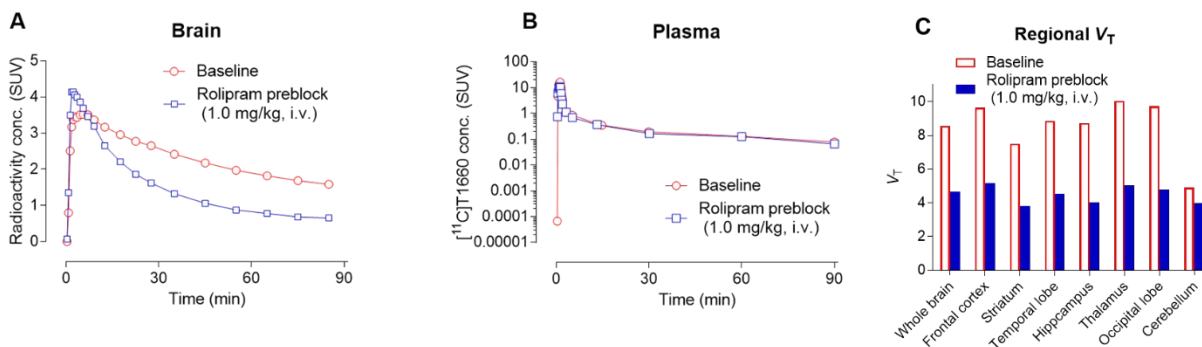 A
Brain
Radioactivity conc. (SUV)
5
4
3
2
1
0
Baseline
Rolipram preblock
(1.0 mg/kg, i.v.)
0
30
60
90
Time (min)
B
Plasma
[¹¹C]T1660 conc. (SUV)
100
10
1
0.1
0.01
0.001
0.0001
0.00001
Baseline
Rolipram preblock
(1.0 mg/kg, i.v.)
0
30
60
90
Time (min)
C
Regional V_T
Baseline
Rolipram preblock
(1.0 mg/kg, i.v.)
V_T
10
8
6
4
2
0
Whole brain
Frontal cortex
Striatum
Temporal lobe
Hippcampus
Thalamus
Occipital lobe
Cerebellum